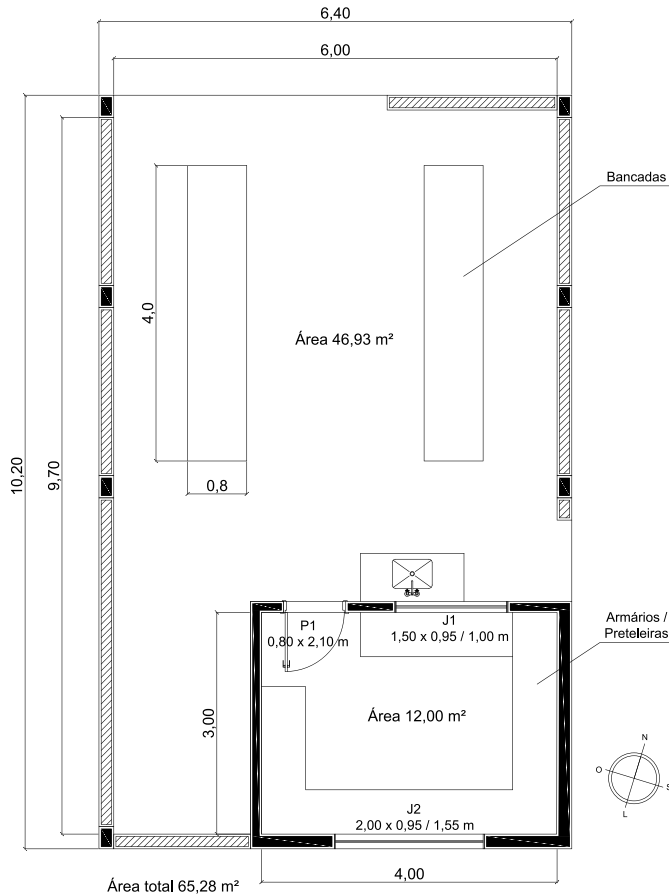 6,40
6,00
Bancadas
4,0
Área 46,93 m²
10,20
9,70
0,8
P1
0,80 x 2,10 m
J1
1,50 x 0,95 / 1,00 m
Armários /
Preteleiras
3,00
Área 12,00 m²
N
O
S
L
J2
2,00 x 0,95 / 1,55 m
4,00
Área total 65,28 m²